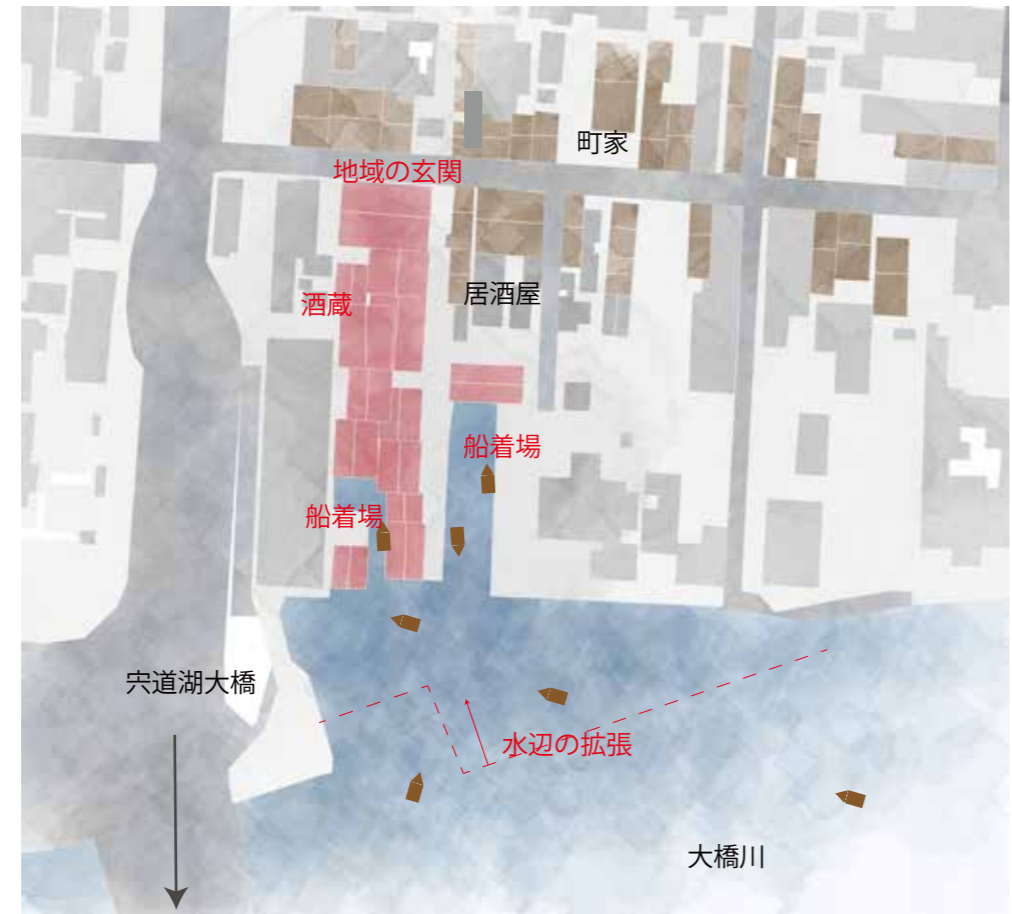 町家
地域の玄関
居酒屋
酒蔵
船着場
船着場
宍道湖大橋
水辺の拡張
大橋川